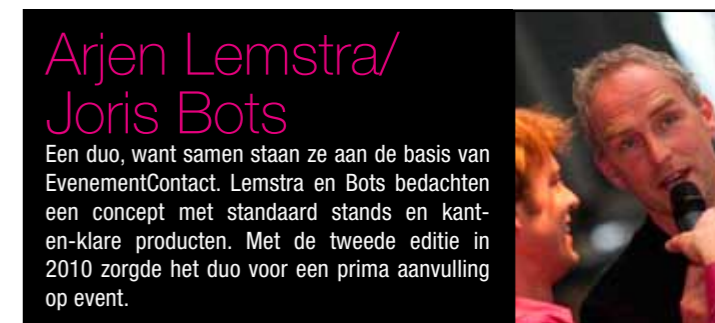 Arjen Lemstra/
Joris Bots
Een duo, want samen staan ze aan de basis van
EvenementContact. Lemstra en Bots bedachten
een concept met standaard stands en kant-
en-klare producten. Met de tweede editie in
2010 zorgde het duo voor een prima aanvulling
op event.